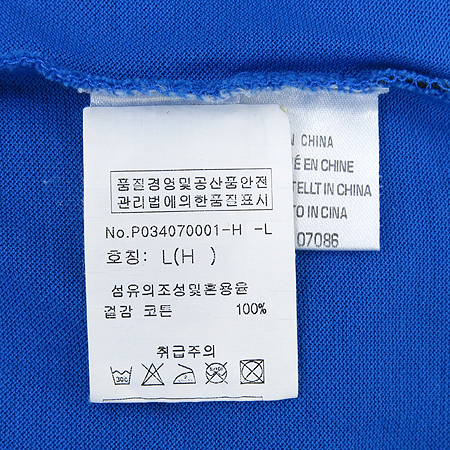 품질경영및공산품안전
관리법에의한품질표시
No.P034070001-H -L
호칭: L(H )
섬유의조성및혼용율
겉감 코튼 100%
취급주의
30℃
N CHINA
É EN CHINE
TELLT IN CHINA
TO IN CINA
07086